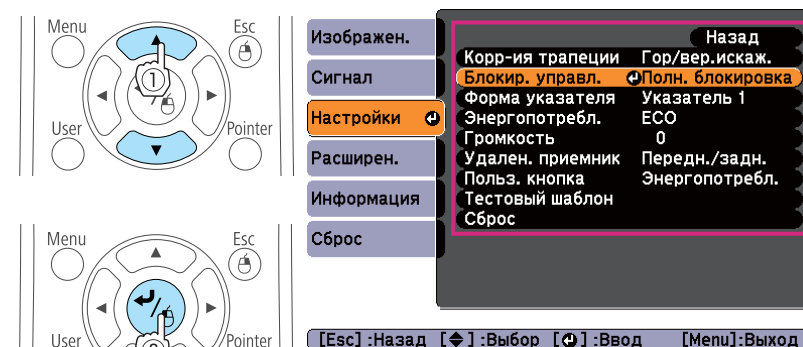 Menu
Esc
①
User
Pointer
Menu
Esc
User
Pointer
Изображен.
Сигнал
Настройки
Расширен.
Информация
Сброс
Назад
Корр-ия трапеции Гор/вер.искаж.
Блокир. управл. Полн. блокировка
Форма указателя Указатель 1
Энергопотребл. ECO
Громкость 0
Удален. приемник Передн./задн.
Польз. кнопка Энергопотребл.
Тестовый шаблон
Сброс
[Esc] :Назад [◆] :Выбор [⏎] :Ввод [Menu]:Выход